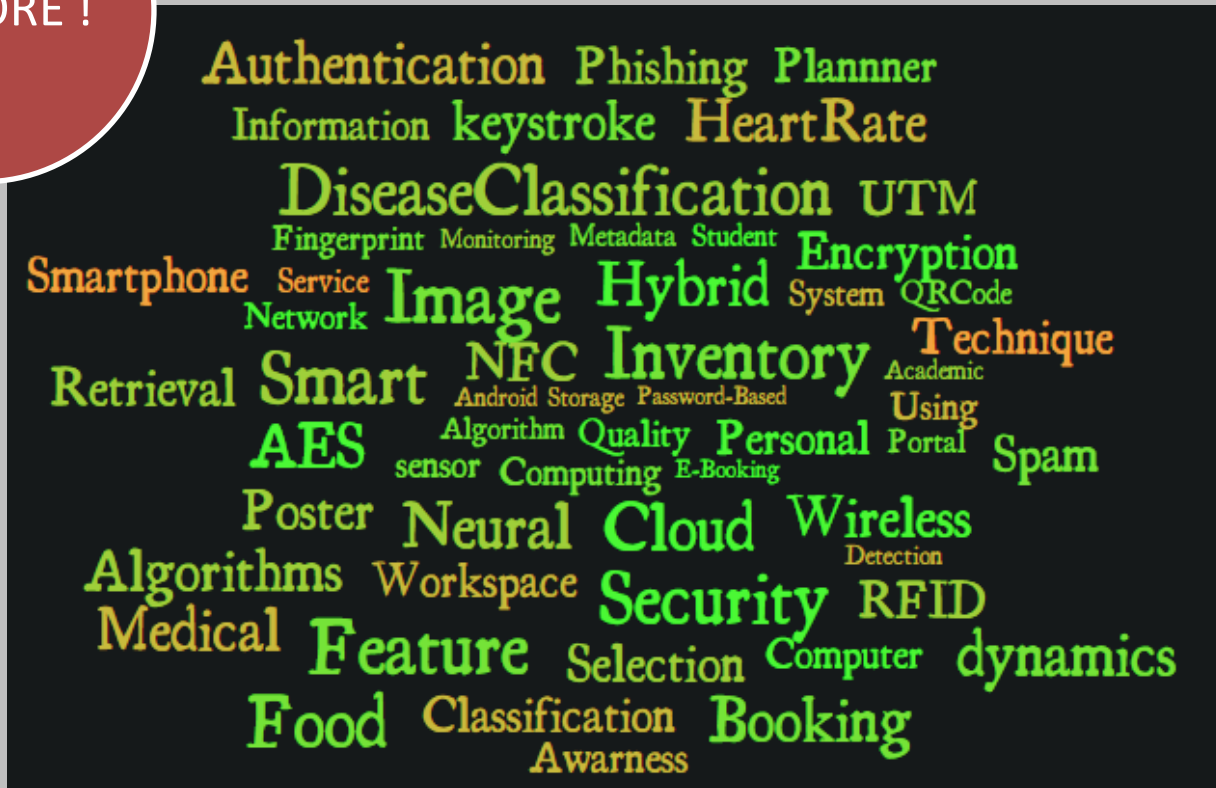 ORE !
Authentication Phishing Plannner
Information keystroke HeartRate
DiseaseClassification UTM
Fingerprint Monitoring Metadata Student Encryption
Smartphone Service Image Hybrid System QRCode
Network Technique
Retrieval Smart NFC Inventory Academic
Android Storage Password-Based Using
AES Algorithm Quality Personal Portal Spam
sensor Computing E-Booking
Poster Neural Cloud Wireless
Detection
Algorithms Workspace Security RFID
Medical Feature Selection Computer dynamics
Food Classification Booking
Awarness